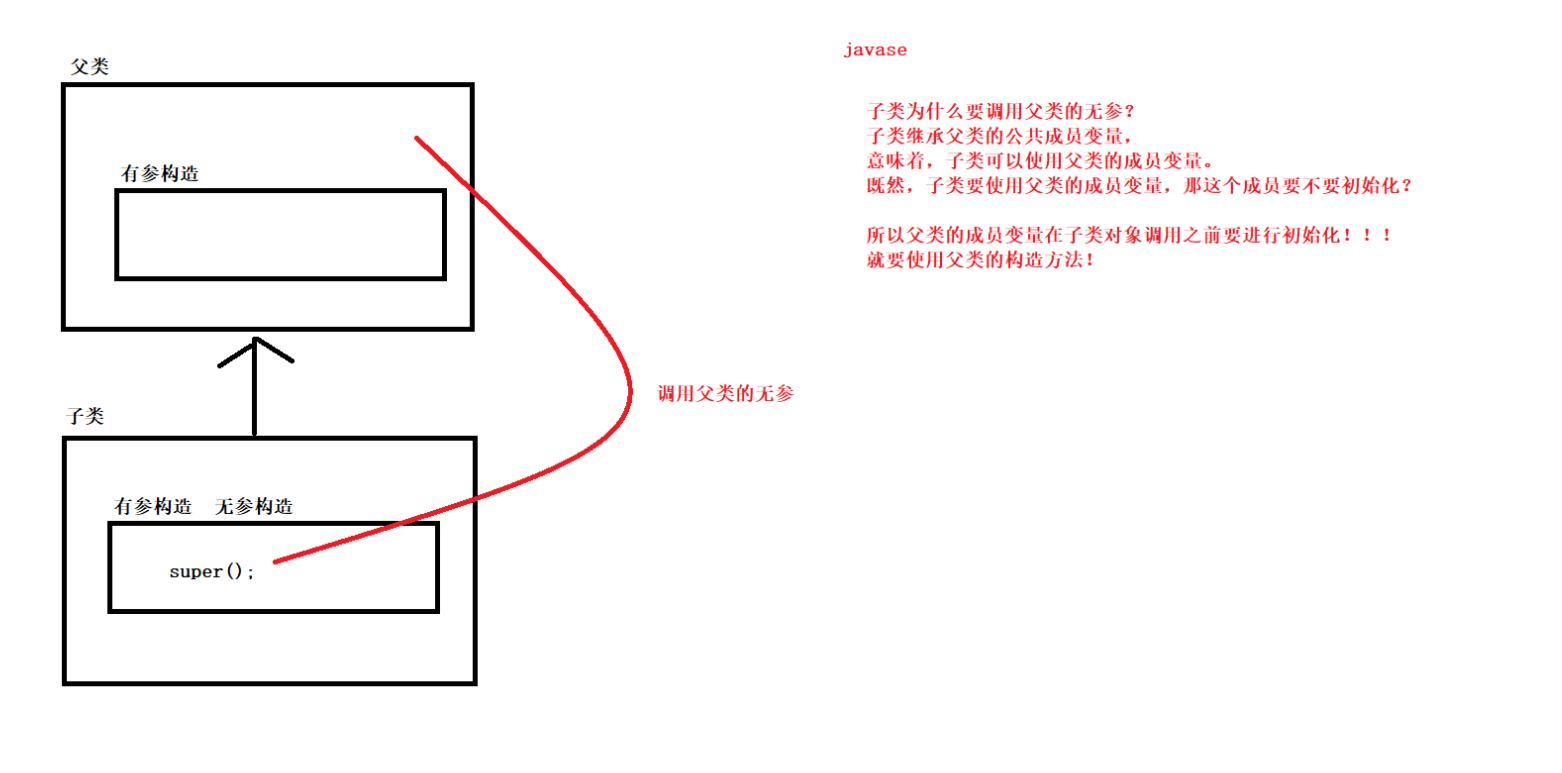 父类
有参构造
子类
有参构造 无参构造
super();
调用父类的无参
javase
子类为什么要调用父类的无参?
子类继承父类的公共成员变量,
意味着, 子类可以使用父类的成员变量。
既然, 子类要使用父类的成员变量, 那这个成员要不要初始化?
所以父类的成员变量在子类对象调用之前要进行初始化! ! !
就要使用父类的构造方法!